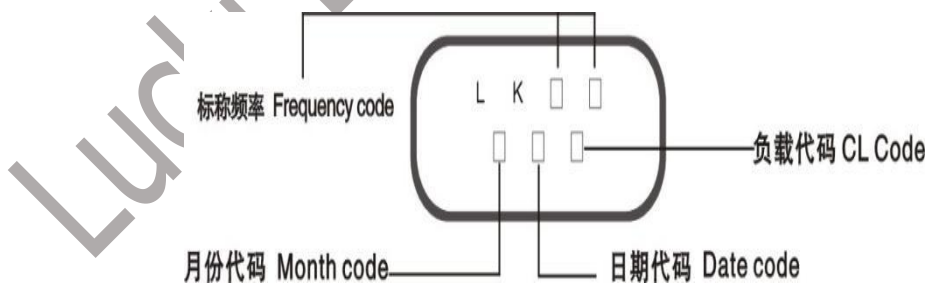 L K □ □
标称频率 Frequency code
□ □ □
负载代码 CL Code
月份代码 Month code
日期代码 Date code